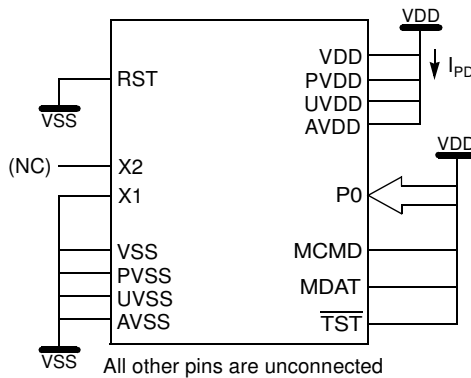 VDD
VDD
I_PD
PVDD
UVDD
AVDD
RST
VSS
(NC)
X2
X1
VDD
P0
VSS
PVSS
UVSS
AVSS
MCMD
MDAT
TST
VSS
All other pins are unconnected